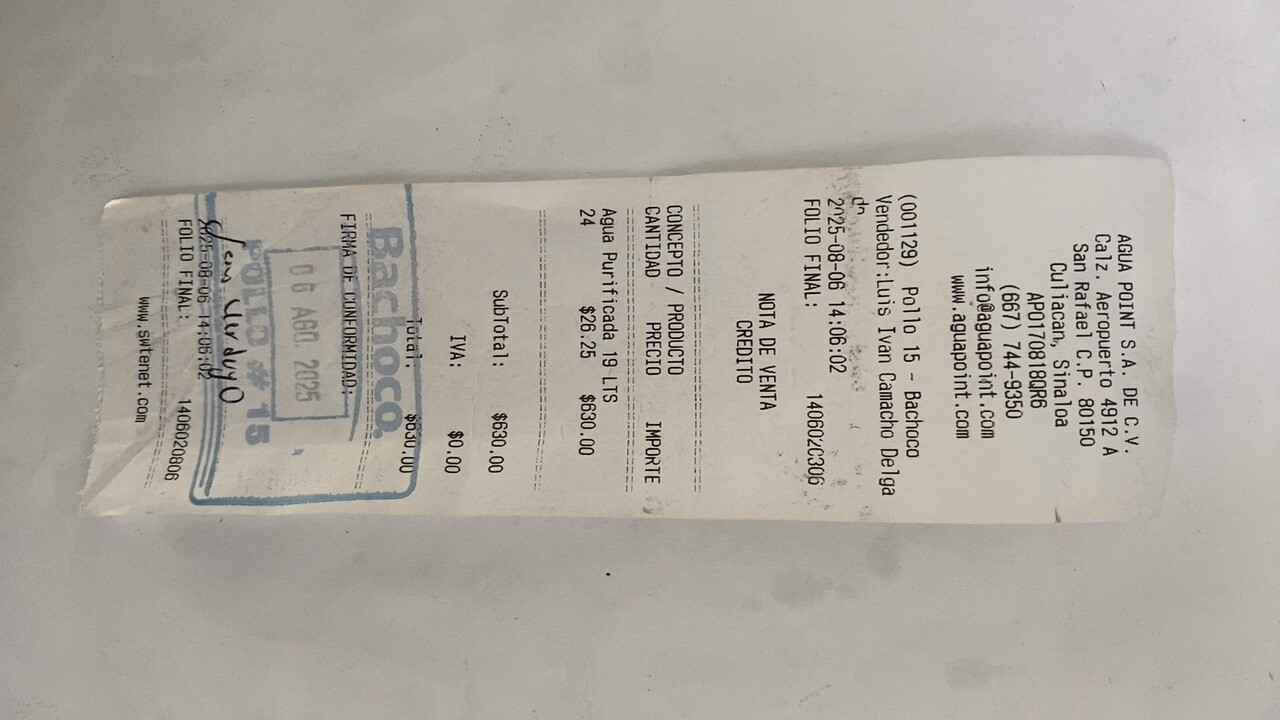 AGUA POINT S.A. DE C.V.
Calz. Aeropuerto 4912 A
San Rafael C.P. 80150
Culiacan, Sinaloa
APO170818QR6
(667) 744-9350
info@aguapoint.com
www.aguapoint.com
(001129) Pollo 15 - Bachoco
Vendedor:Luis Ivan Camacho Delga
do
2025-08-06 14:06:02
FOLIO FINAL: 1406020806
NOTA DE VENTA
CREDITO
CONCEPTO / PRODUCTO
CANTIDAD PRECIO IMPORTE
Agua Purificada 19 LTS
24 $26.25 $630.00
SubTotal: $630.00
IVA: $0.00
Total: $630.00
Bachoco.
FIRMA DE CONFORMIDAD:
06 AGO. 2025
POLLO # 15
Verdugo
2025-08-06 14:06:02
FOLIO FINAL: 1406020806
www.swtenet.com